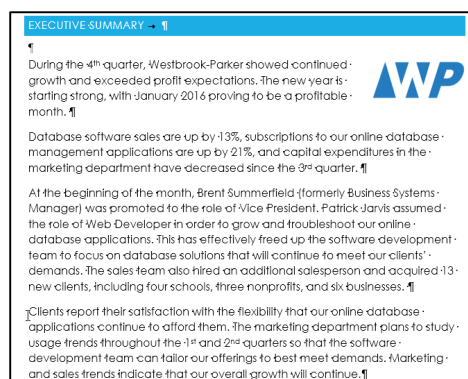 EXECUTIVE·SUMMARY → ¶
¶
During·the·4th·quarter,·Westbrook-Parker·showed·continued·
growth·and·exceeded·profit·expectations.·The·new·year·is·
starting·strong,·with·January·2016·proving·to·be·a·profitable·
month.·¶
WP
Database·software·sales·are·up·by·13%,·subscriptions·to·our·online·database·
management·applications·are·up·by·21%,·and·capital·expenditures·in·the·
marketing·department·have·decreased·since·the·3rd·quarter.·¶
At·the·beginning·of·the·month,·Brent·Summerfield·(formerly·Business·Systems·
Manager)·was·promoted·to·the·role·of·Vice·President.·Patrick·Jarvis·assumed·
the·role·of·Web·Developer·in·order·to·grow·and·troubleshoot·our·online·
database·applications.·This·has·effectively·freed·up·the·software·development·
team·to·focus·on·database·solutions·that·will·continue·to·meet·our·clients'·
demands.·The·sales·team·also·hired·an·additional·salesperson·and·acquired·13·
new·clients,·including·four·schools,·three·nonprofits,·and·six·businesses.·¶
Clients·report·their·satisfaction·with·the·flexibility·that·our·online·database·
applications·continue·to·afford·them.·The·marketing·department·plans·to·study·
usage·trends·throughout·the·1st·and·2nd·quarters·so·that·the·software·
development·team·can·tailor·our·offerings·to·best·meet·demands.·Marketing·
and·sales·trends·indicate·that·our·overall·growth·will·continue.¶